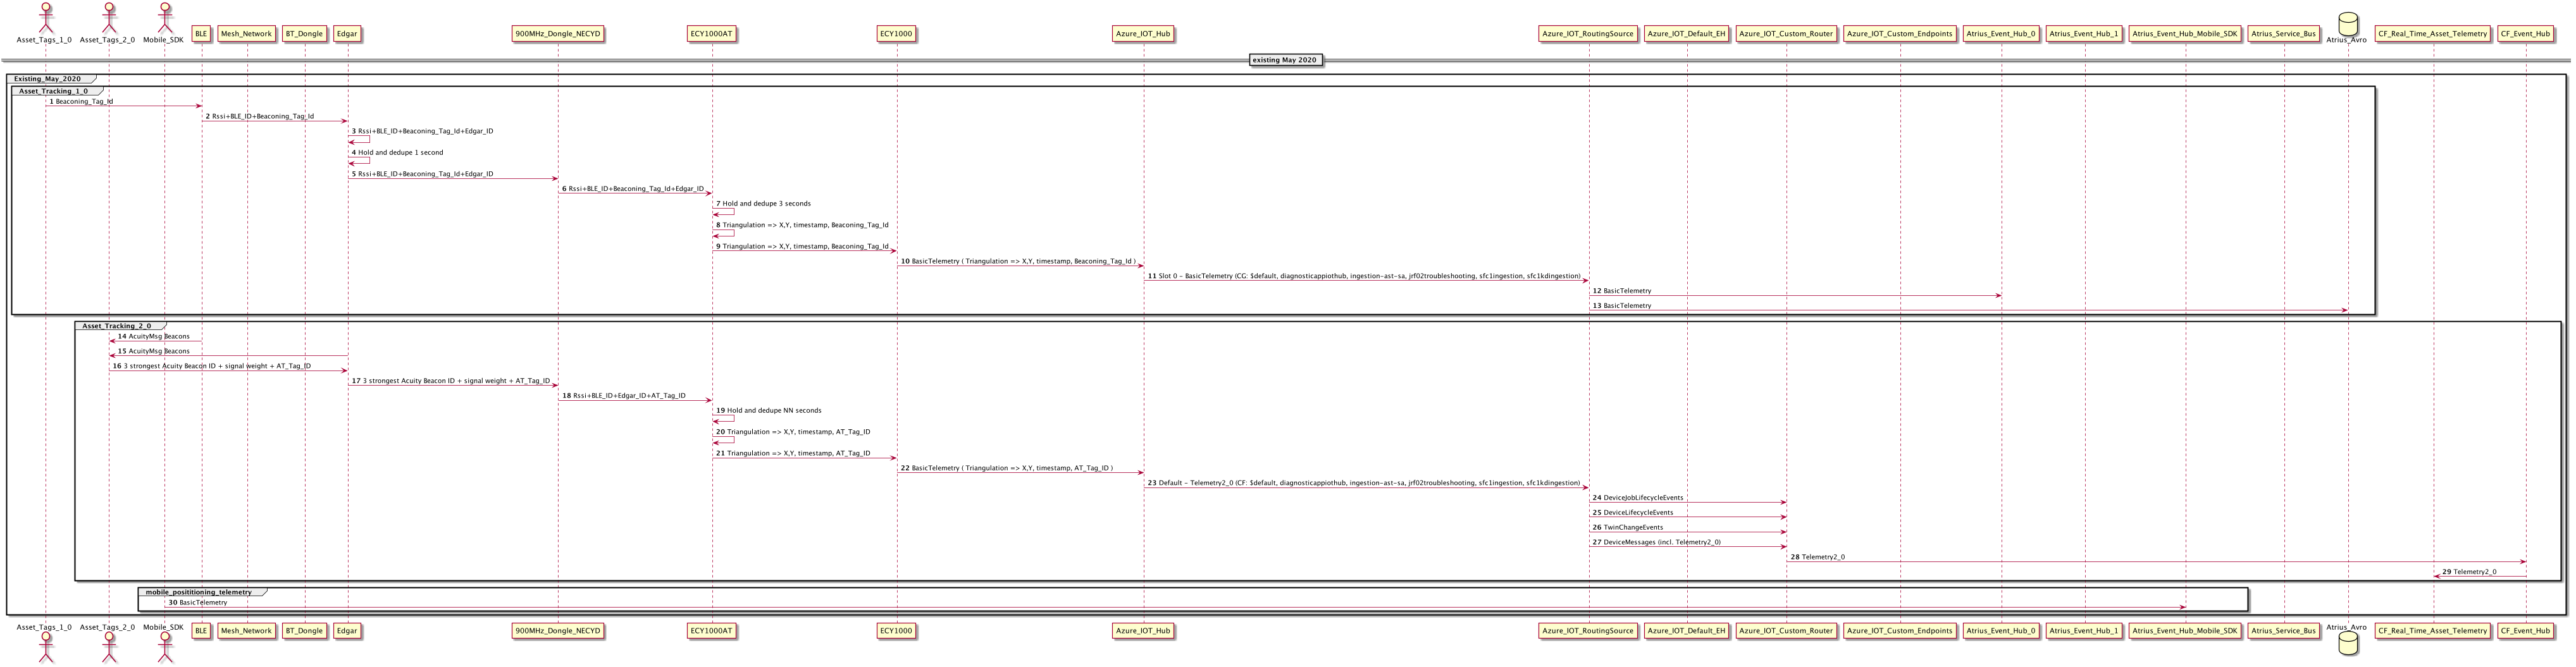 Asset_Tags_1_0
Asset_Tags_2_0
Mobile_SDK
BLE
Mesh_Network
BT_Dongle
Edgar
900MHz_Dongle_NECYD
ECY1000AT
ECY1000
Azure_IOT_Hub
Azure_IOT_RoutingSource
Azure_IOT_Default_EH
Azure_IOT_Custom_Router
Azure_IOT_Custom_Endpoints
Atrius_Event_Hub_0
Atrius_Event_Hub_1
Atrius_Event_Hub_Mobile_SDK
Atrius_Service_Bus
Atrius_Avro
CF_Real_Time_Asset_Telemetry
CF_Event_Hub
existing May 2020
Existing_May_2020
Asset_Tracking_1_0
1 Beaconing_Tag_Id
2 Rssi+BLE_ID+Beaconing_Tag_Id
3 Rssi+BLE_ID+Beaconing_Tag_Id+Edgar_ID
4 Hold and dedupe 1 second
5 Rssi+BLE_ID+Beaconing_Tag_Id+Edgar_ID
6 Rssi+BLE_ID+Beaconing_Tag_Id+Edgar_ID
7 Hold and dedupe 3 seconds
8 Triangulation => X,Y, timestamp, Beaconing_Tag_Id
9 Triangulation => X,Y, timestamp, Beaconing_Tag_Id
10 BasicTelemetry ( Triangulation => X,Y, timestamp, Beaconing_Tag_Id )
11 Slot 0 - BasicTelemetry (CG: $default, diagnosticappiothub, ingestion-ast-sa, jrf02troubleshooting, sfc1ingestion, sfc1kdingestion)
12 BasicTelemetry
13 BasicTelemetry
Asset_Tracking_2_0
14 AcuityMsg Beacons
15 AcuityMsg Beacons
16 3 strongest Acuity Beacon ID + signal weight + AT_Tag_ID
17 3 strongest Acuity Beacon ID + signal weight + AT_Tag_ID
18 Rssi+BLE_ID+Edgar_ID+AT_Tag_ID
19 Hold and dedupe NN seconds
20 Triangulation => X,Y, timestamp, AT_Tag_ID
21 Triangulation => X,Y, timestamp, AT_Tag_ID
22 BasicTelemetry ( Triangulation => X,Y, timestamp, AT_Tag_ID )
23 Default - Telemetry2_0 (CF: $default, diagnosticappiothub, ingestion-ast-sa, jrf02troubleshooting, sfc1ingestion, sfc1kdingestion)
24 DeviceJobLifecycleEvents
25 DeviceLifecycleEvents
26 TwinChangeEvents
27 DeviceMessages (incl. Telemetry2_0)
28 Telemetry2_0
29 Telemetry2_0
mobile_posititioning_telemetry
30 BasicTelemetry
Asset_Tags_1_0
Asset_Tags_2_0
Mobile_SDK
BLE
Mesh_Network
BT_Dongle
Edgar
900MHz_Dongle_NECYD
ECY1000AT
ECY1000
Azure_IOT_Hub
Azure_IOT_RoutingSource
Azure_IOT_Default_EH
Azure_IOT_Custom_Router
Azure_IOT_Custom_Endpoints
Atrius_Event_Hub_0
Atrius_Event_Hub_1
Atrius_Event_Hub_Mobile_SDK
Atrius_Service_Bus
Atrius_Avro
CF_Real_Time_Asset_Telemetry
CF_Event_Hub